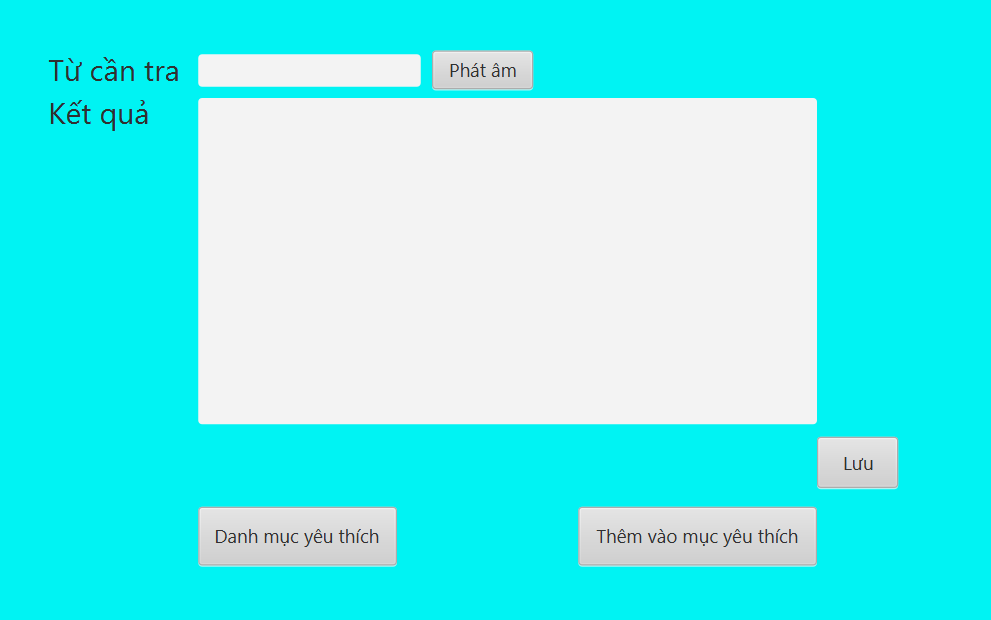 Từ cần tra
Phát âm
Kết quả
Lưu
Danh mục yêu thích
Thêm vào mục yêu thích